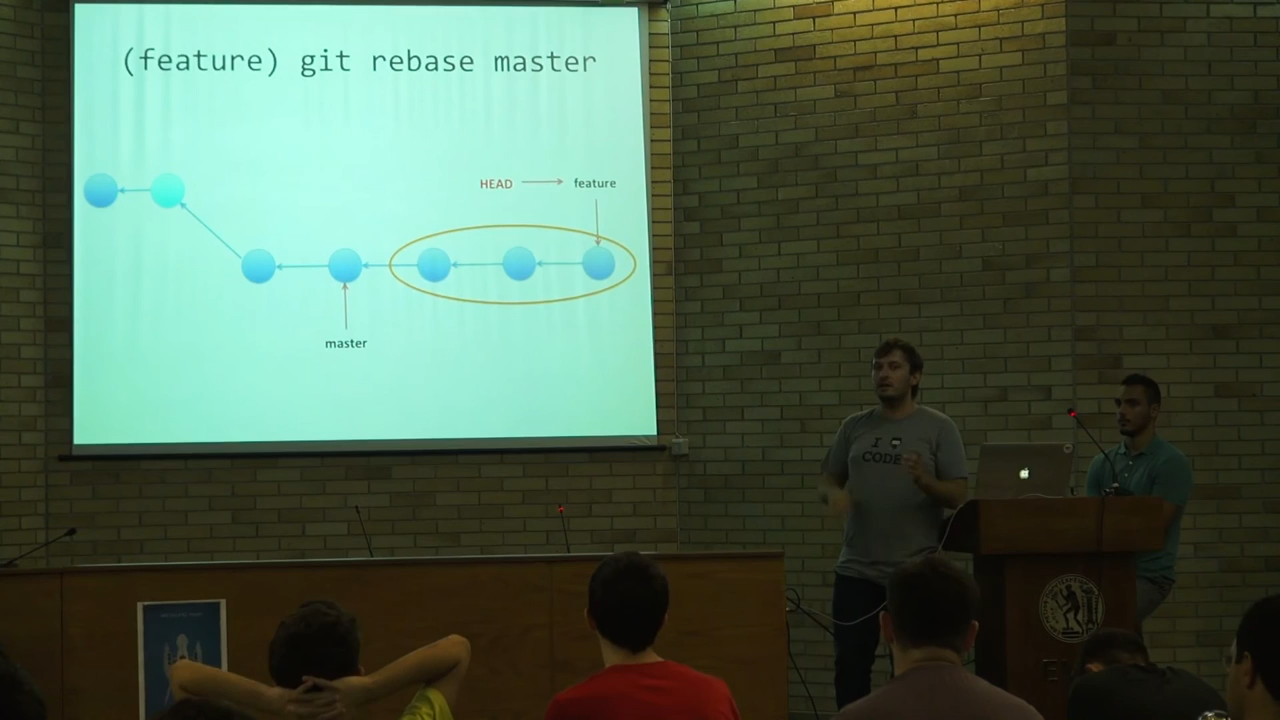 (feature) git rebase master
HEAD
feature
master
I
CODE